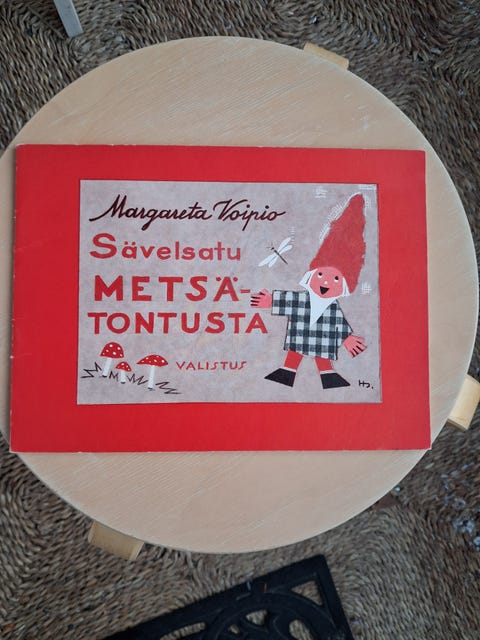 Margareta Voipio
Sävelsatu
METSÄ-
TONTUSTA
VALISTUS